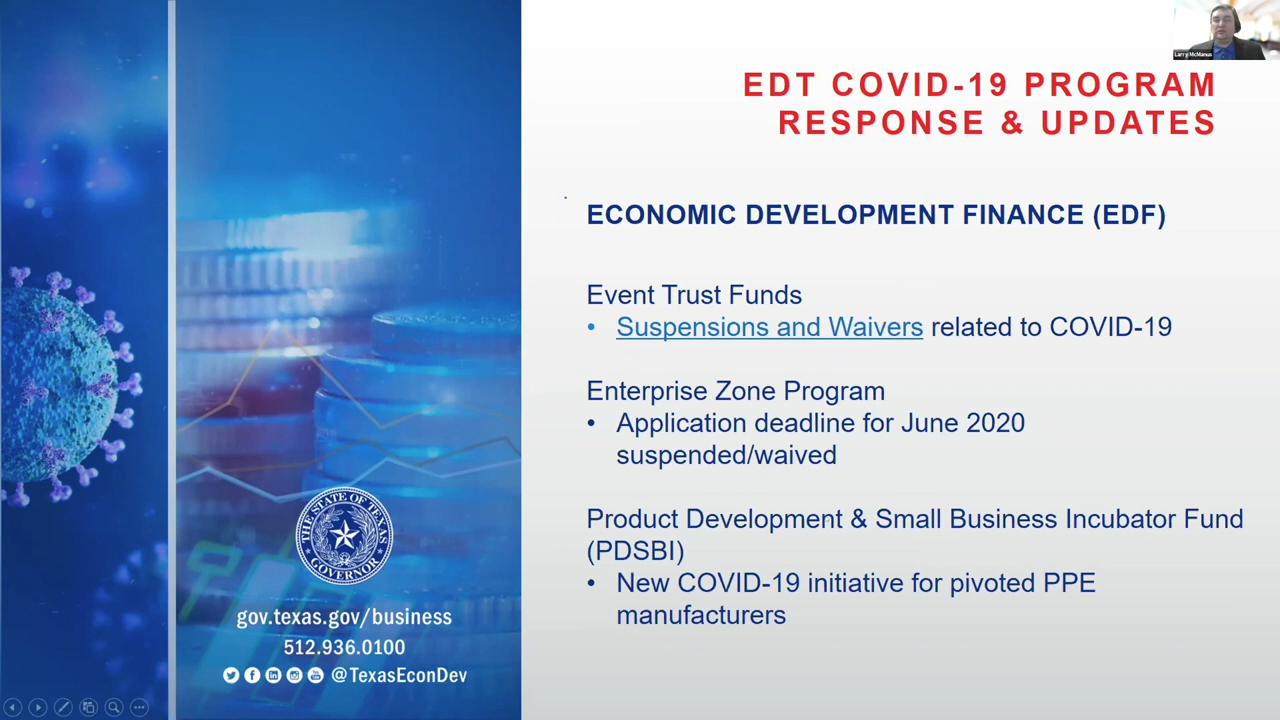 Larry McManus
EDT COVID-19 PROGRAM
RESPONSE & UPDATES
ECONOMIC DEVELOPMENT FINANCE (EDF)
Event Trust Funds
• Suspensions and Waivers related to COVID-19
Enterprise Zone Program
• Application deadline for June 2020
suspended/waived
Product Development & Small Business Incubator Fund
(PDSBI)
• New COVID-19 initiative for pivoted PPE
manufacturers
THE STATE OF TEXAS
GOVERNOR
gov.texas.gov/business
512.936.0100
@TexasEconDev